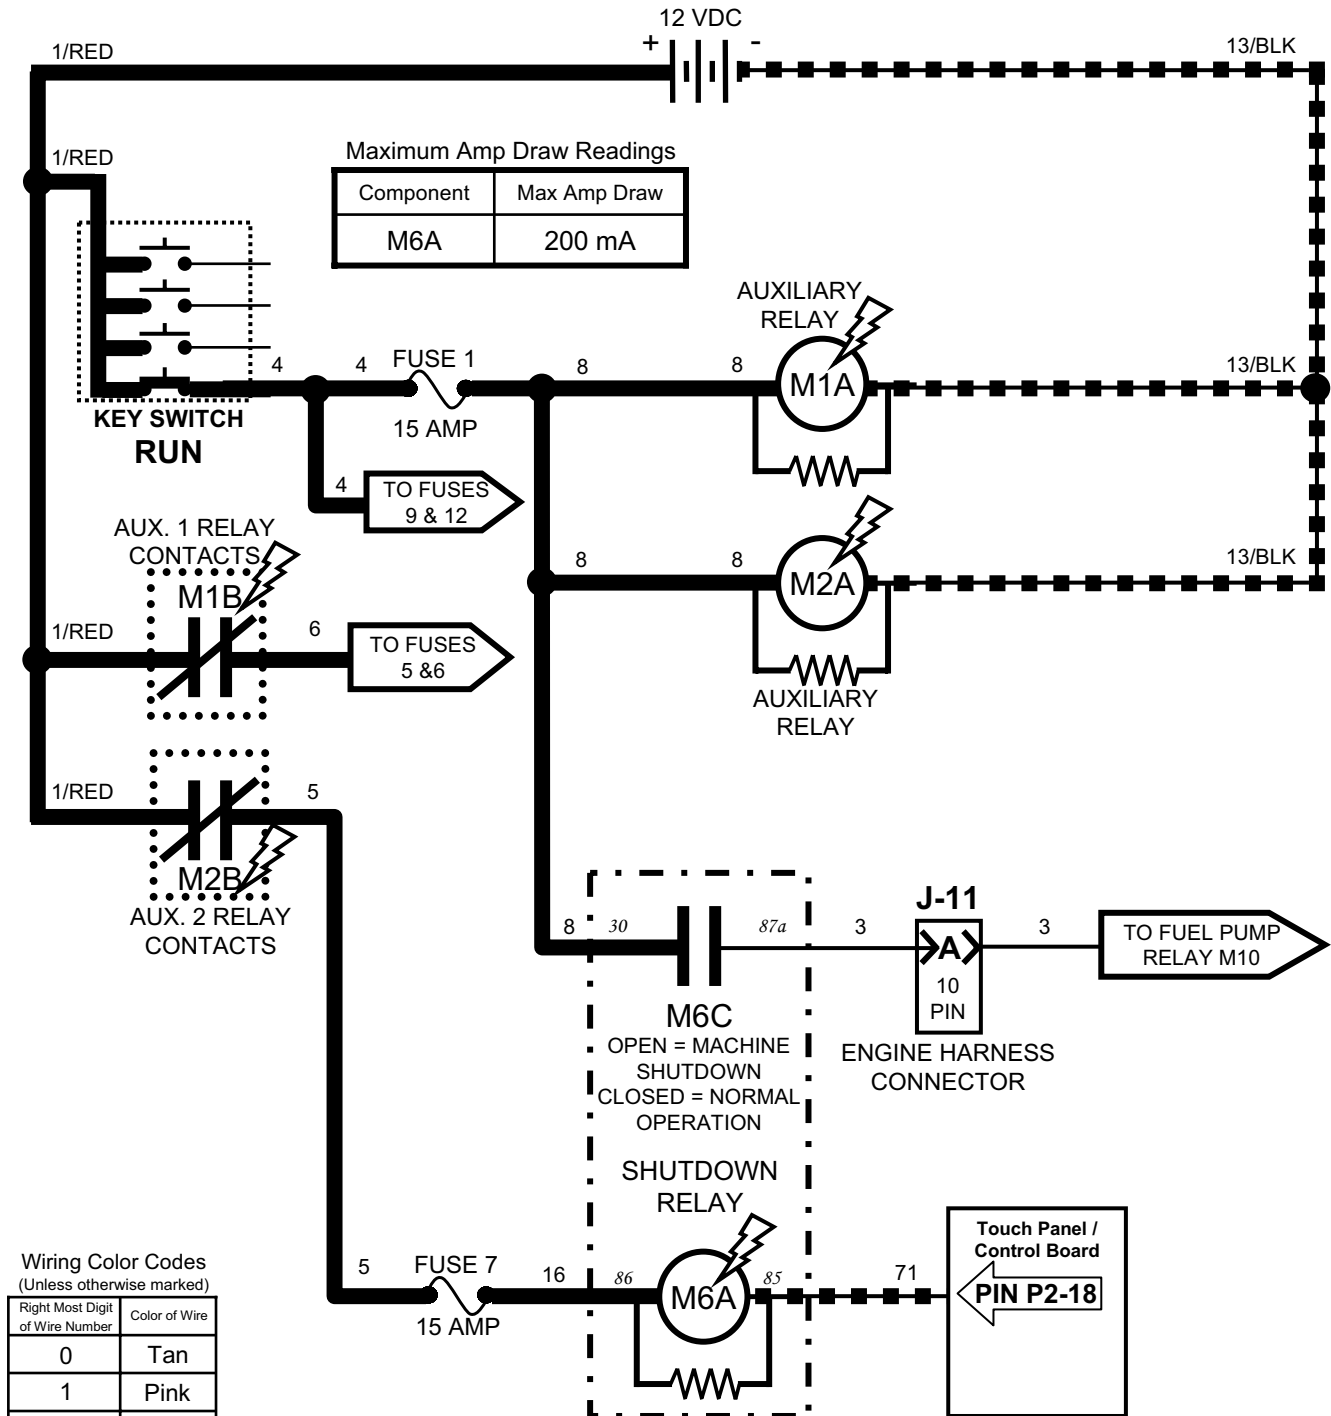 12 VDC
+ -
1/RED
13/BLK
1/RED
Maximum Amp Draw Readings
Component Max Amp Draw
M6A 200 mA
AUXILIARY
RELAY
4 4 FUSE 1 8 8 M1A 13/BLK
15 AMP
KEY SWITCH
RUN
4 TO FUSES
9 & 12
AUX. 1 RELAY
CONTACTS
M1B
8 8 M2A 13/BLK
1/RED 6 TO FUSES
5 &6
AUXILIARY
RELAY
1/RED 5
M2B
AUX. 2 RELAY
CONTACTS
8 30 87a 3
J-11
A
10
PIN
3 TO FUEL PUMP
RELAY M10
M6C
OPEN = MACHINE
SHUTDOWN
CLOSED = NORMAL
OPERATION
ENGINE HARNESS
CONNECTOR
SHUTDOWN
RELAY
5 FUSE 7 16 86 M6A 85 71
15 AMP
Touch Panel /
Control Board
PIN P2-18
Wiring Color Codes
(Unless otherwise marked)
Right Most Digit
of Wire Number
Color of Wire
0 Tan
1 Pink